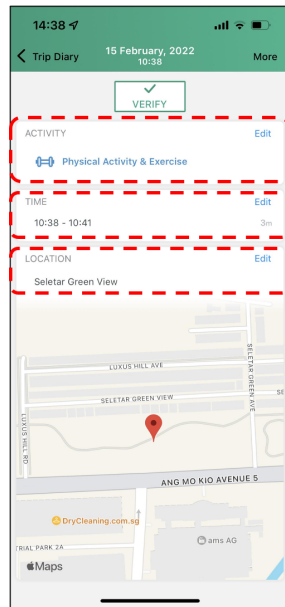 14:38
Trip Diary
15 February, 2022
10:38
More
VERIFY
ACTIVITY
Edit
Physical Activity & Exercise
TIME
Edit
10:38 - 10:41
3m
LOCATION
Edit
Seletar Green View
LUXUS HILL AVE
SELETAR GREEN VIEW
SELETAR GREEN AVE
SE
LUXUS HILL RD
ANG MO KIO AVENUE 5
DryCleaning.com.sg
ams AG
TRIAL PARK 2A
Maps